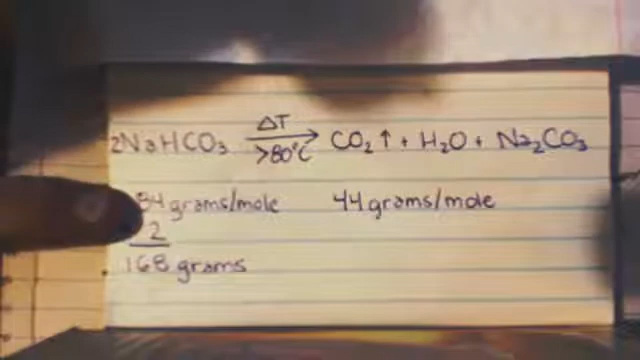 ΔT
2NaHCO₃ → CO₂↑ + H₂O + Na₂CO₃
>80°C
84 grams/mole 44 grams/mole
2
168 grams